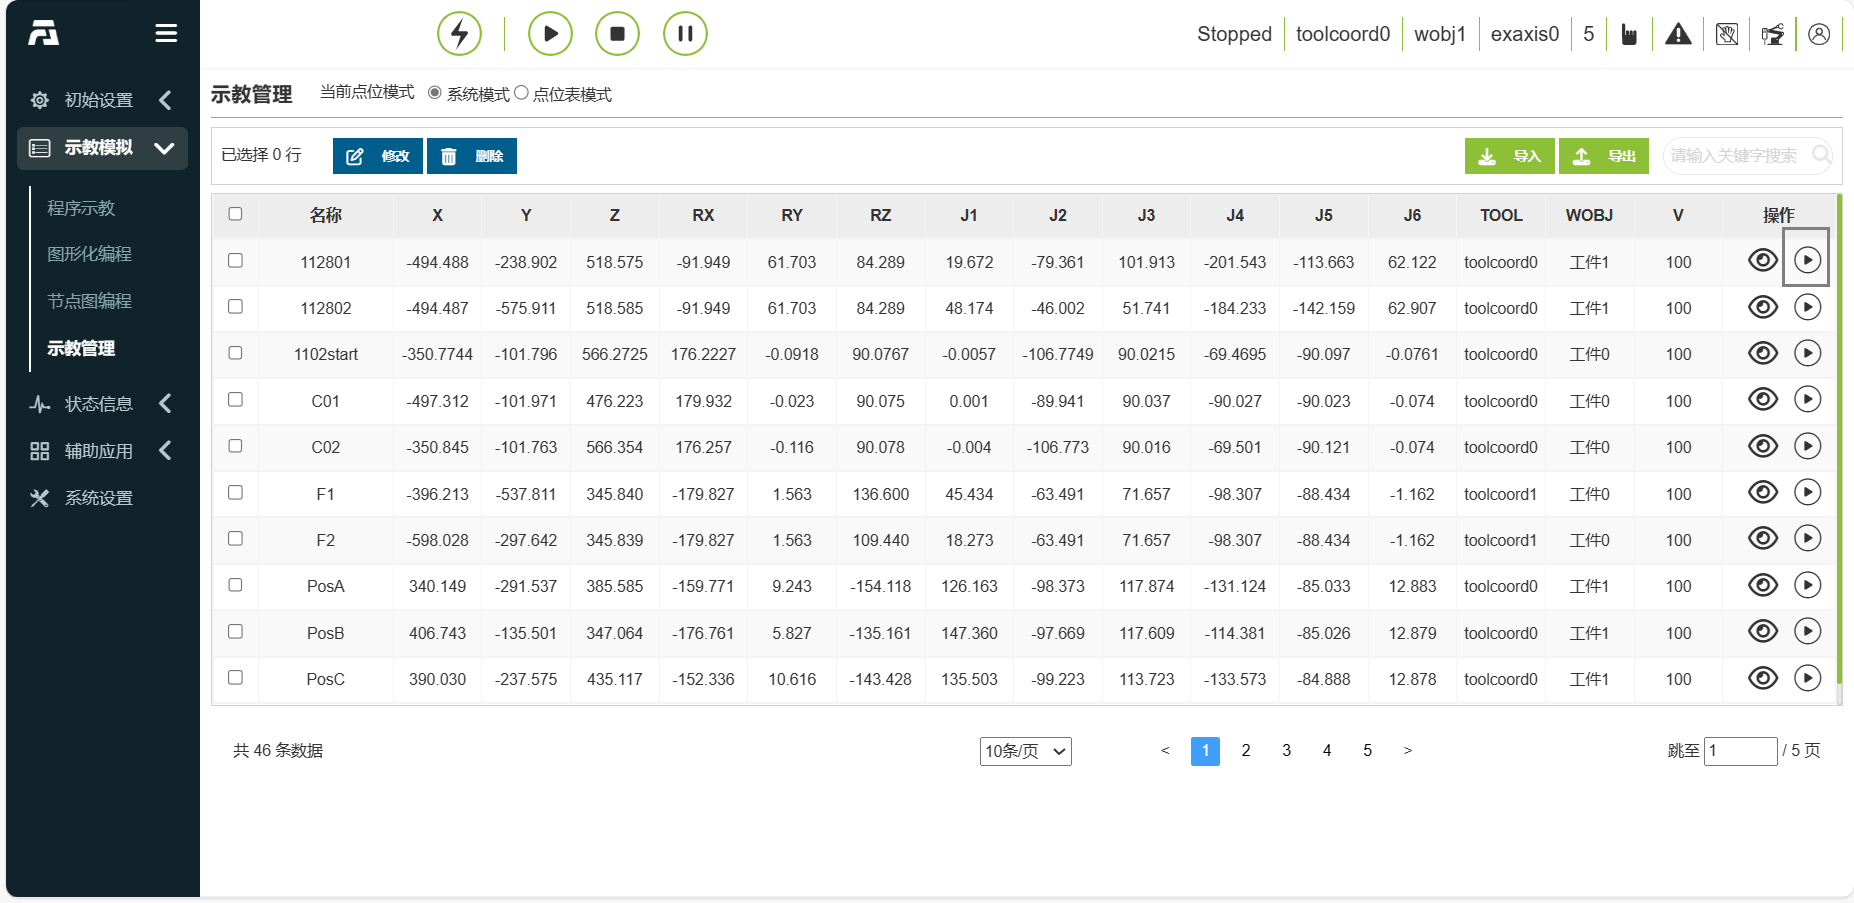 Stopped toolcoord0 wobj1 exaxis0 5
初始设置
示教模拟
程序示教
图形化编程
节点图编程
示教管理
状态信息
辅助应用
系统设置
示教管理 当前点位模式 系统模式 点位表模式
已选择 0 行 修改 删除 导入 导出 请输入关键字搜索
名称 X Y Z RX RY RZ J1 J2 J3 J4 J5 J6 TOOL WOBJ V 操作
112801 -494.488 -238.902 518.575 -91.949 61.703 84.289 19.672 -79.361 101.913 -201.543 -113.663 62.122 toolcoord0 工件1 100
112802 -494.487 -575.911 518.585 -91.949 61.703 84.289 48.174 -46.002 51.741 -184.233 -142.159 62.907 toolcoord0 工件1 100
1102start -350.7744 -101.796 566.2725 176.2227 -0.0918 90.0767 -0.0057 -106.7749 90.0215 -69.4695 -90.097 -0.0761 toolcoord0 工件0 100
C01 -497.312 -101.971 476.223 179.932 -0.023 90.075 0.001 -89.941 90.037 -90.027 -90.023 -0.074 toolcoord0 工件0 100
C02 -350.845 -101.763 566.354 176.257 -0.116 90.078 -0.004 -106.773 90.016 -69.501 -90.121 -0.074 toolcoord0 工件0 100
F1 -396.213 -537.811 345.840 -179.827 1.563 136.600 45.434 -63.491 71.657 -98.307 -88.434 -1.162 toolcoord1 工件0 100
F2 -598.028 -297.642 345.839 -179.827 1.563 109.440 18.273 -63.491 71.657 -98.307 -88.434 -1.162 toolcoord1 工件0 100
PosA 340.149 -291.537 385.585 -159.771 9.243 -154.118 126.163 -98.373 117.874 -131.124 -85.033 12.883 toolcoord0 工件1 100
PosB 406.743 -135.501 347.064 -176.761 5.827 -135.161 147.360 -97.669 117.609 -114.381 -85.026 12.879 toolcoord0 工件1 100
PosC 390.030 -237.575 435.117 -152.336 10.616 -143.428 135.503 -99.223 113.723 -133.573 -84.888 12.878 toolcoord0 工件1 100
共 46 条数据 10条/页 < 1 2 3 4 5 > 跳至 1 / 5 页